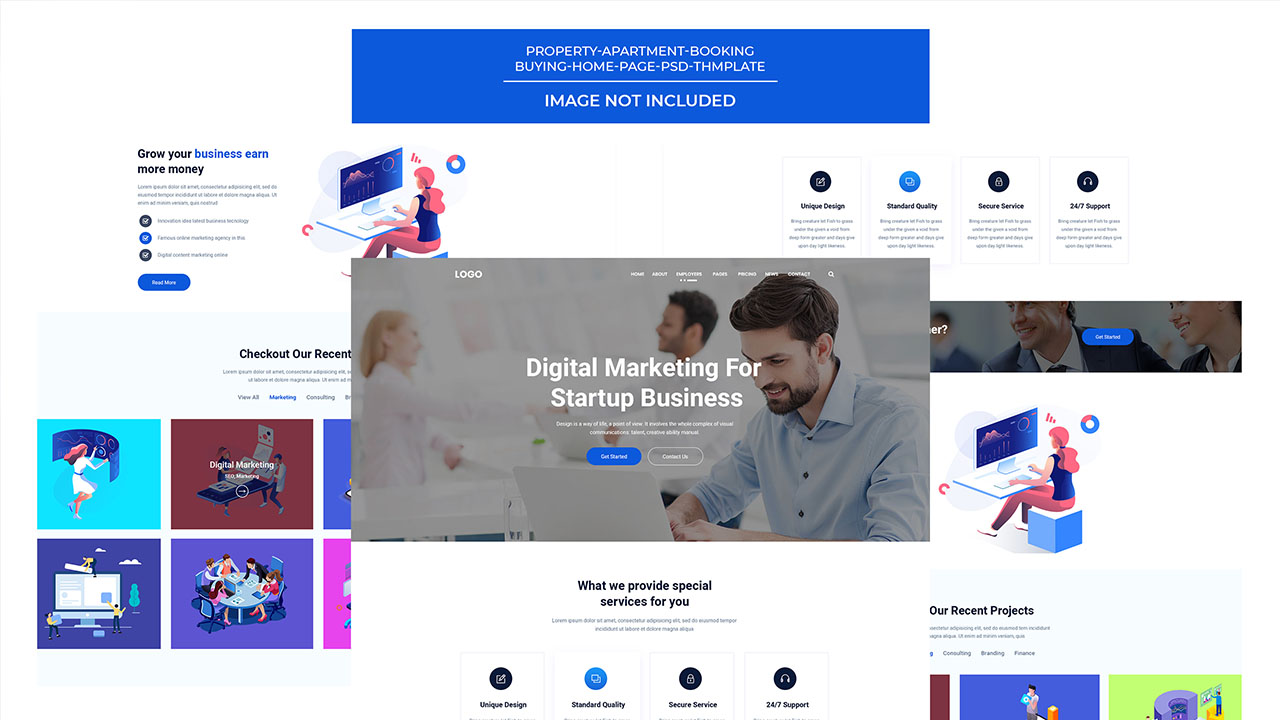 PROPERTY-APARTMENT-BOOKING
BUYING-HOME-PAGE-PSD-THMPLATE
IMAGE NOT INCLUDED
Grow your business earn
more money
Lorem ipsum dolor sit amet, consectetur adipisicing elit, sed do
eiusmod tempor incididunt ut labore et dolore magna aliqua. Ut
enim ad minim veniam, quis nostrud
Innovation idea latest business tecnology
Famous online marketing agency in this
Digital content marketing online
Read More
Unique Design
Bring creature let Fish to grass
under the given a void from
deep form greater and days give
upon day light likeness.
Standard Quality
Bring creature let Fish to grass
under the given a void from
deep form greater and days give
upon day light likeness.
Secure Service
Bring creature let Fish to grass
under the given a void from
deep form greater and days give
upon day light likeness.
24/7 Support
Bring creature let Fish to grass
under the given a void from
deep form greater and days give
upon day light likeness.
LOGO
HOME ABOUT EMPLOYERS PAGES PRICING NEWS CONTACT
Digital Marketing For
Startup Business
Design is a way of life, a point of view. It involves the whole complex of visual
communications: talent, creative ability manual.
Get Started
Contact Us
er?
Get Started
Checkout Our Recent
Lorem ipsum dolor sit amet, consectetur adipisicing elit, s
ut labore et dolore magna aliqua. Ut enim ad m
View All Marketing Consulting
Digital Marketing
SEO, Marketing
What we provide special
services for you
Lorem ipsum dolor sit amet, consectetur adipisicing elit, sed do eiusmod tempor
incididunt ut labore et dolore magna aliqua
Unique Design
Standard Quality
Secure Service
24/7 Support
Our Recent Projects
nsectetur adipisicing elit, sed do eiusmod tem incididunt
magna aliqua. Ut enim ad minim veniam, quis
g Consulting Branding Finance